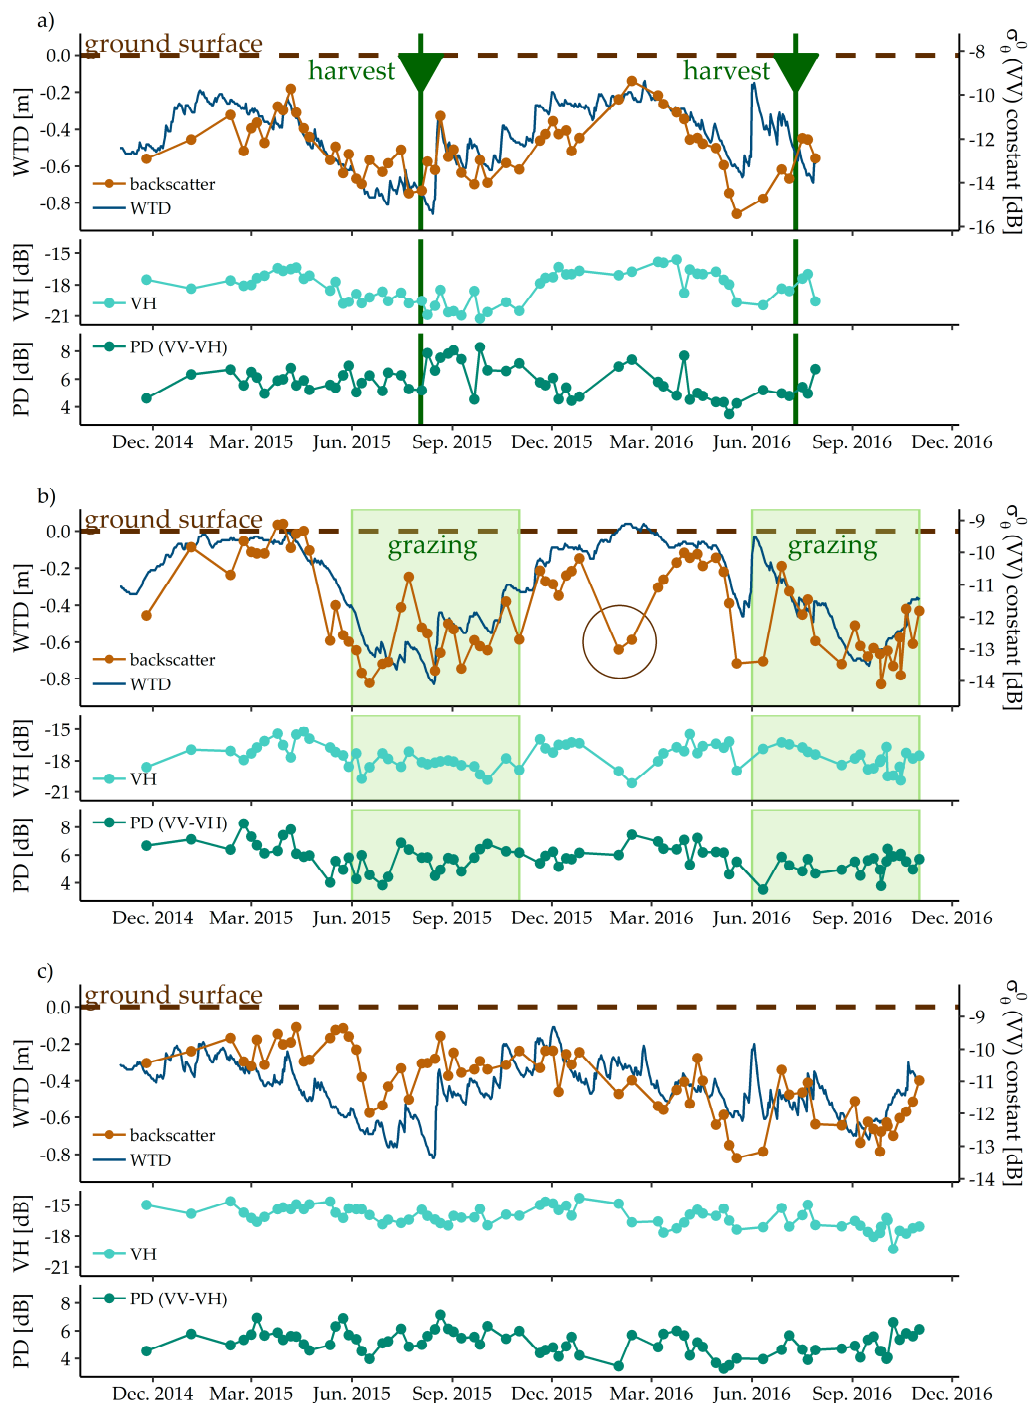 a)
ground surface
harvest
harvest
0.0
-0.2
-0.4
-0.6
-0.8
WTD [m]
-8
-10
-12
-14
-16
σ⁰θ (VV) constant [dB]
backscatter
WTD
-15
-18
-21
VH [dB]
VH
8
6
4
PD [dB]
PD (VV-VH)
Dec. 2014 Mar. 2015 Jun. 2015 Sep. 2015 Dec. 2015 Mar. 2016 Jun. 2016 Sep. 2016 Dec. 2016
b)
ground surface
grazing
grazing
0.0
-0.2
-0.4
-0.6
-0.8
WTD [m]
-9
-10
-11
-12
-13
-14
σ⁰θ (VV) constant [dB]
backscatter
WTD
-15
-18
-21
VH [dB]
VH
8
6
4
PD [dB]
PD (VV-VH)
Dec. 2014 Mar. 2015 Jun. 2015 Sep. 2015 Dec. 2015 Mar. 2016 Jun. 2016 Sep. 2016 Dec. 2016
c)
ground surface
0.0
-0.2
-0.4
-0.6
-0.8
WTD [m]
-9
-10
-11
-12
-13
-14
σ⁰θ (VV) constant [dB]
backscatter
WTD
-15
-18
-21
VH [dB]
VH
8
6
4
PD [dB]
PD (VV-VH)
Dec. 2014 Mar. 2015 Jun. 2015 Sep. 2015 Dec. 2015 Mar. 2016 Jun. 2016 Sep. 2016 Dec. 2016